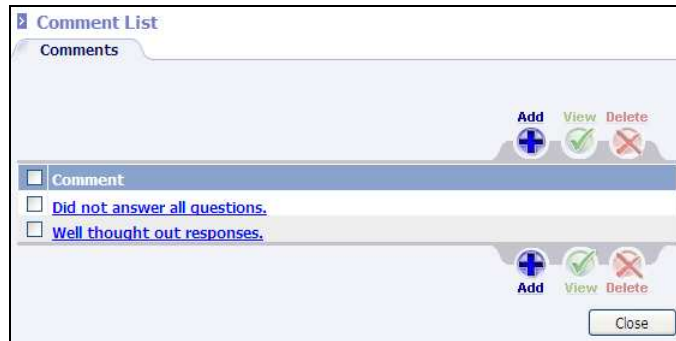 Comment List
Comments
Add View Delete
Comment
Did not answer all questions.
Well thought out responses.
Add View Delete
Close